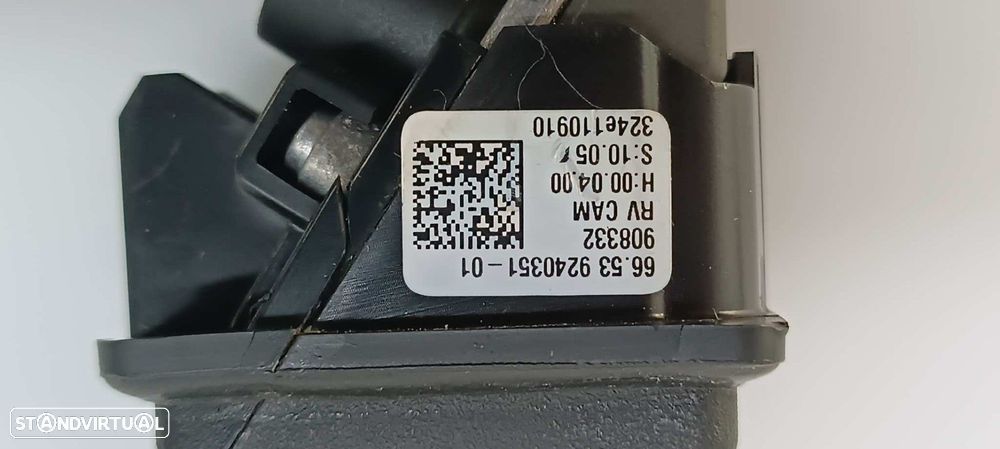 66.53 9240351-01
908332
RV CAM
H:00.04.00
S:10.05
324e110910
STANDVIRTUAL